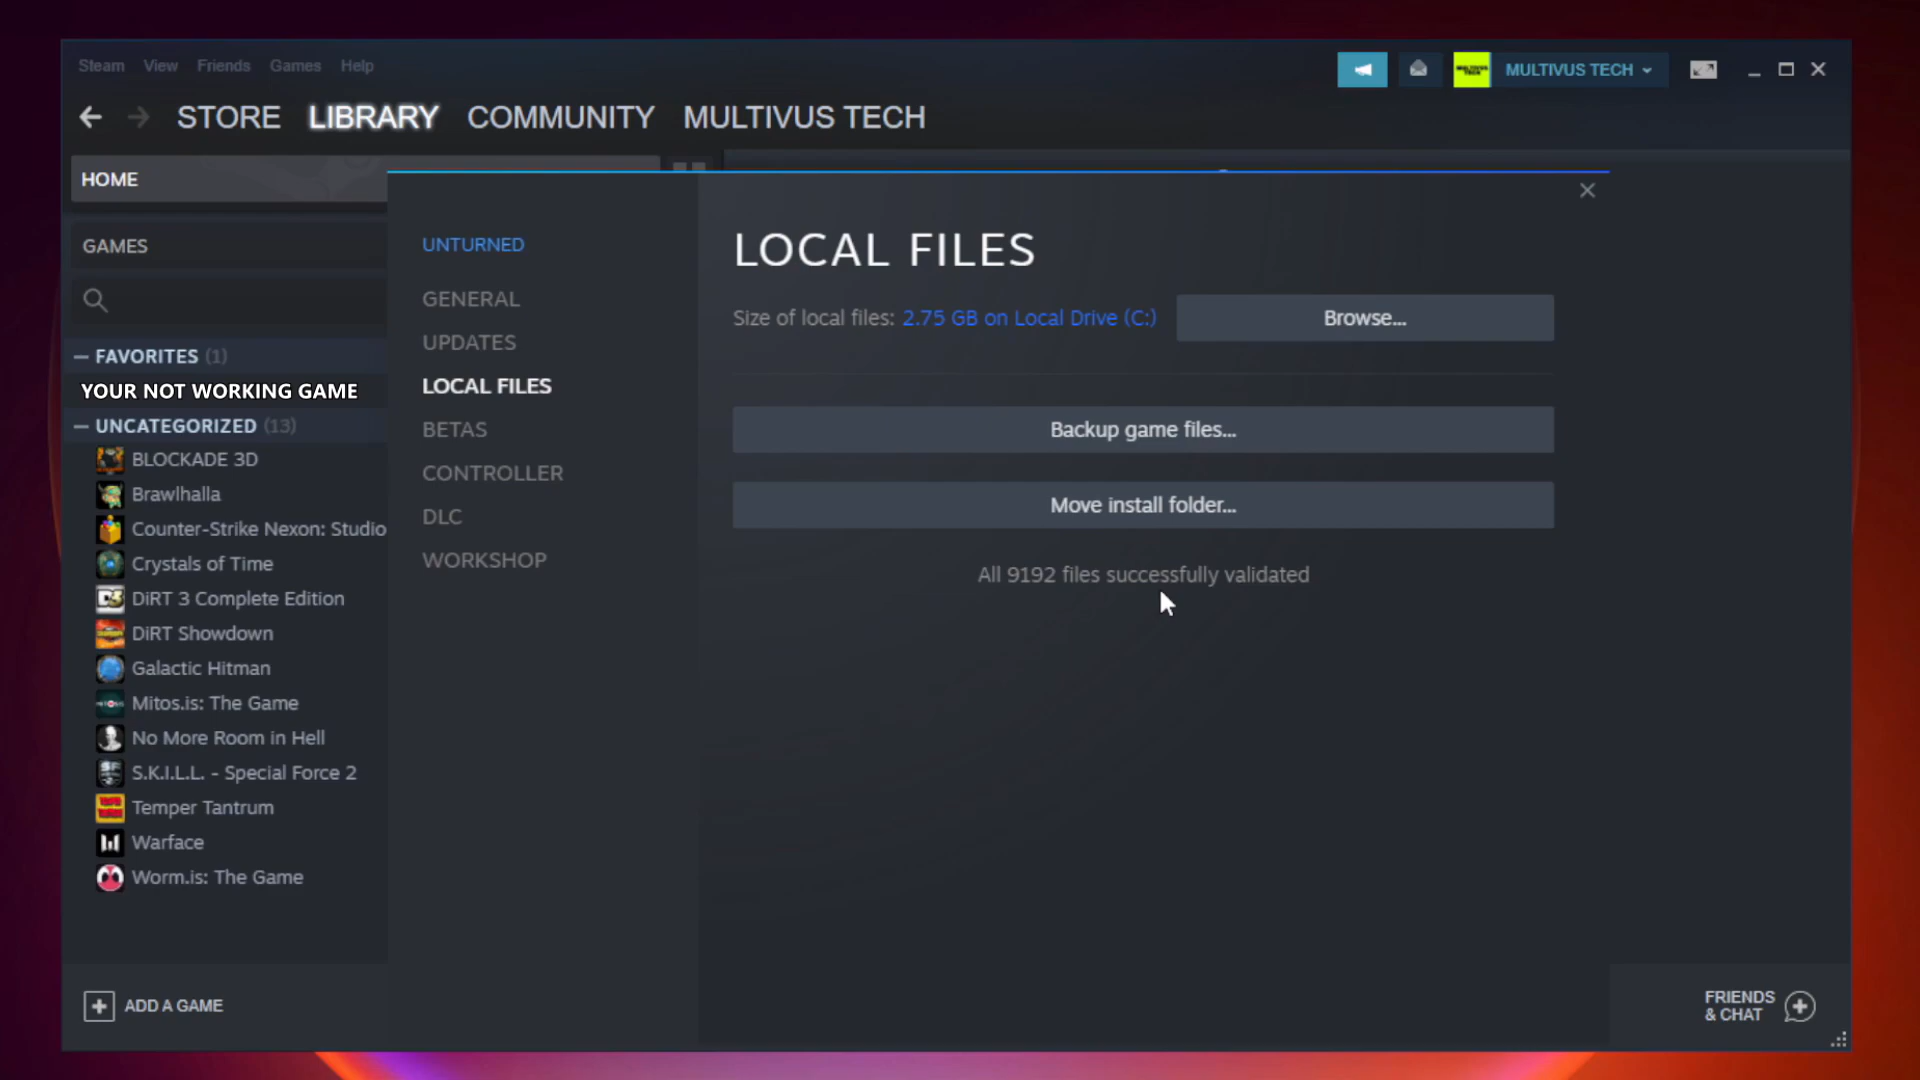 Steam View Friends Games Help
MULTIVUS TECH
STORE LIBRARY COMMUNITY MULTIVUS TECH
HOME
GAMES
— FAVORITES (1)
YOUR NOT WORKING GAME
— UNCATEGORIZED (13)
BLOCKADE 3D
Brawlhalla
Counter-Strike Nexon: Studio
Crystals of Time
DiRT 3 Complete Edition
DiRT Showdown
Galactic Hitman
Mitos.is: The Game
No More Room in Hell
S.K.I.L.L. - Special Force 2
Temper Tantrum
Warface
Worm.is: The Game
ADD A GAME
UNTURNED
GENERAL
UPDATES
LOCAL FILES
BETAS
CONTROLLER
DLC
WORKSHOP
LOCAL FILES
Size of local files: 2.75 GB on Local Drive (C:)
Browse...
Backup game files...
Move install folder...
All 9192 files successfully validated
FRIENDS
& CHAT